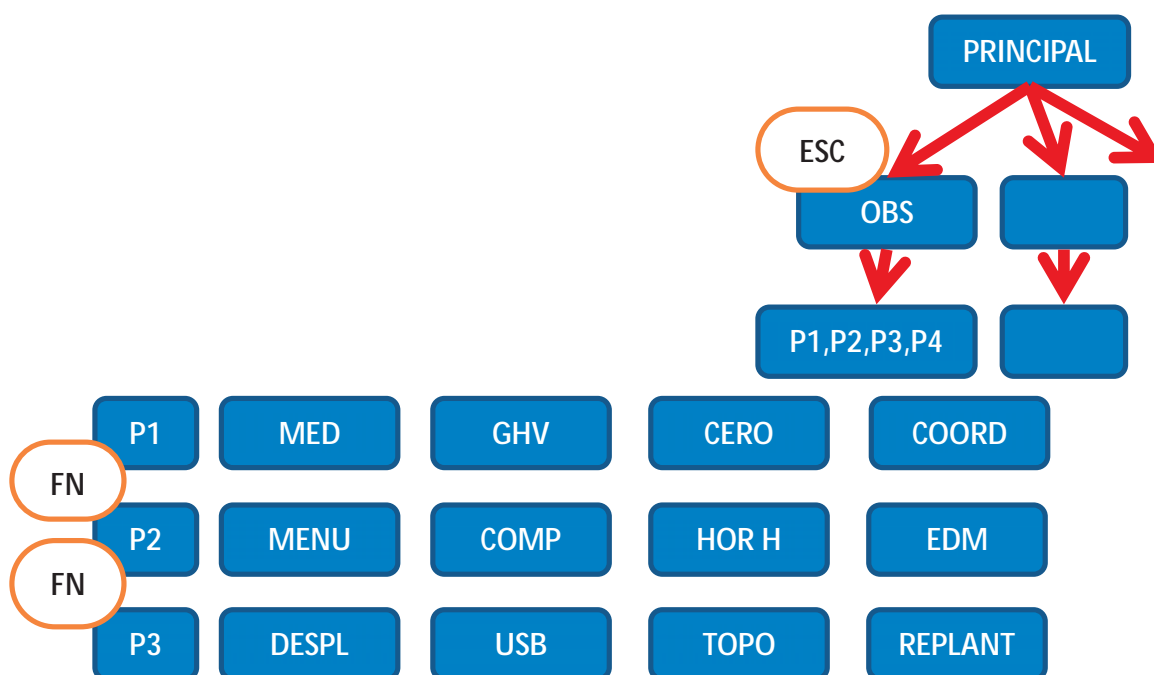 PRINCIPAL
ESC
OBS
P1,P2,P3,P4
P1 MED GHV CERO COORD
FN
P2 MENU COMP HOR H EDM
FN
P3 DESPL USB TOPO REPLANT